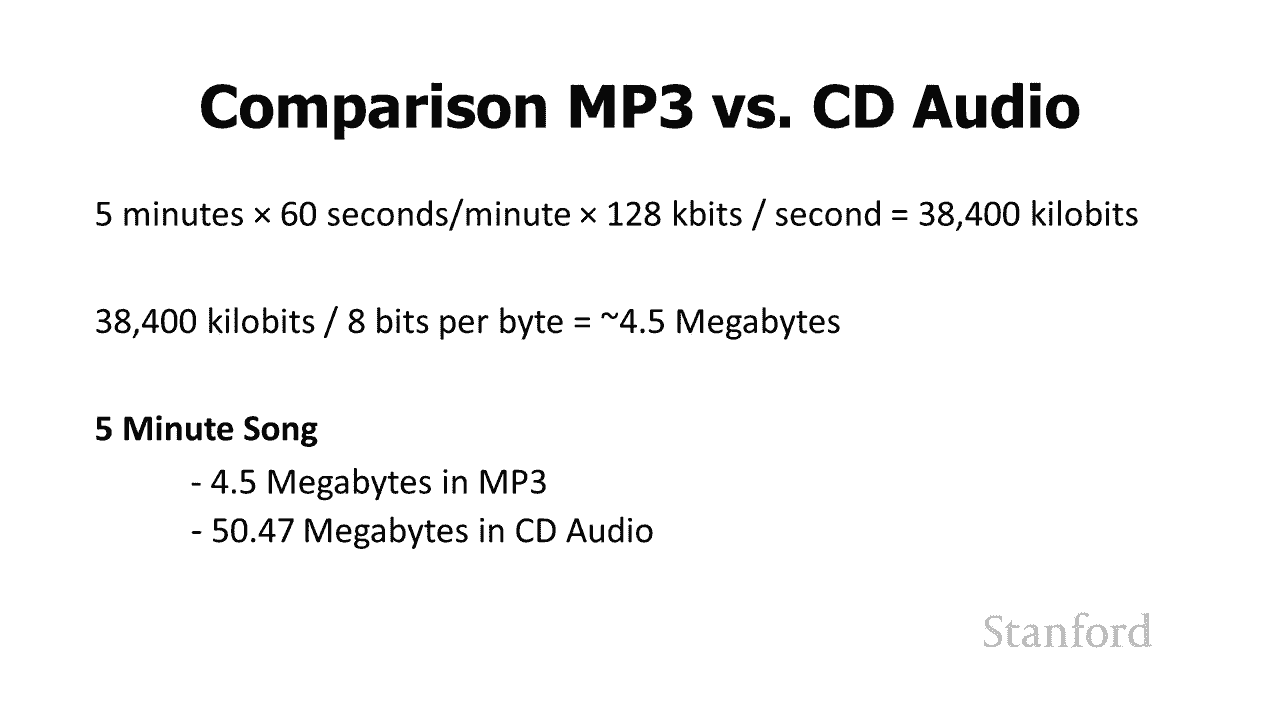 Comparison MP3 vs. CD Audio
5 minutes × 60 seconds/minute × 128 kbits / second = 38,400 kilobits
38,400 kilobits / 8 bits per byte = ~4.5 Megabytes
5 Minute Song
- 4.5 Megabytes in MP3
- 50.47 Megabytes in CD Audio
Stanford